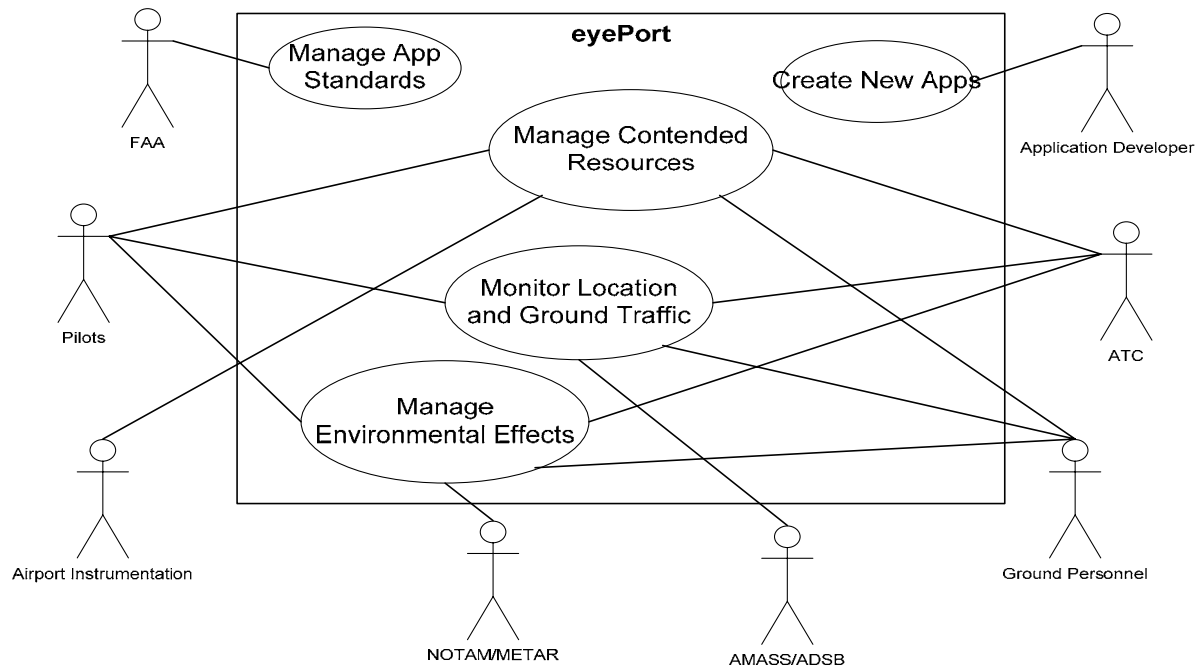 eyePort
Manage App
Standards
Create New Apps
FAA
Manage Contended
Resources
Application Developer
Monitor Location
and Ground Traffic
Pilots
ATC
Manage
Environmental Effects
Airport Instrumentation
Ground Personnel
NOTAM/METAR
AMASS/ADSB